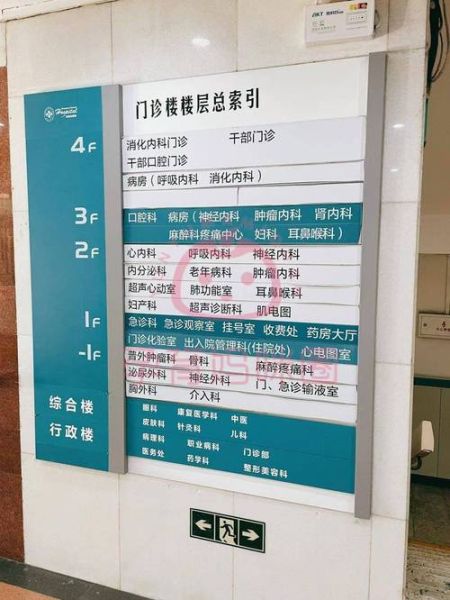 AKT
Hospital
门诊楼楼层总索引
4F
消化内科门诊 干部门诊
干部口腔门诊
病房（呼吸内科 消化内科）
3F
口腔科 病房（神经内科 肿瘤内科 肾内科
麻醉科疼痛中心 妇科 耳鼻喉科）
2F
心内科 呼吸内科 神经内科
内分泌科 老年病科 肿瘤内科
超声心动室 肺功能室 耳鼻喉科
妇产科 超声诊断科 肌电图
1F
急诊科 急诊观察室 挂号室 收费处 药房大厅
门诊化验室 出入院管理科(住院处) 心电图室
-1F
普外肿瘤科 骨科 麻醉疼痛科
泌尿外科 神经外科 门、急诊输液室
胸外科 介入科
综合楼
行政楼
眼科 康复医学科 中医
皮肤科 针灸科 儿科
病理科 职业病科 门诊部
医务处 药学科 整形美容科